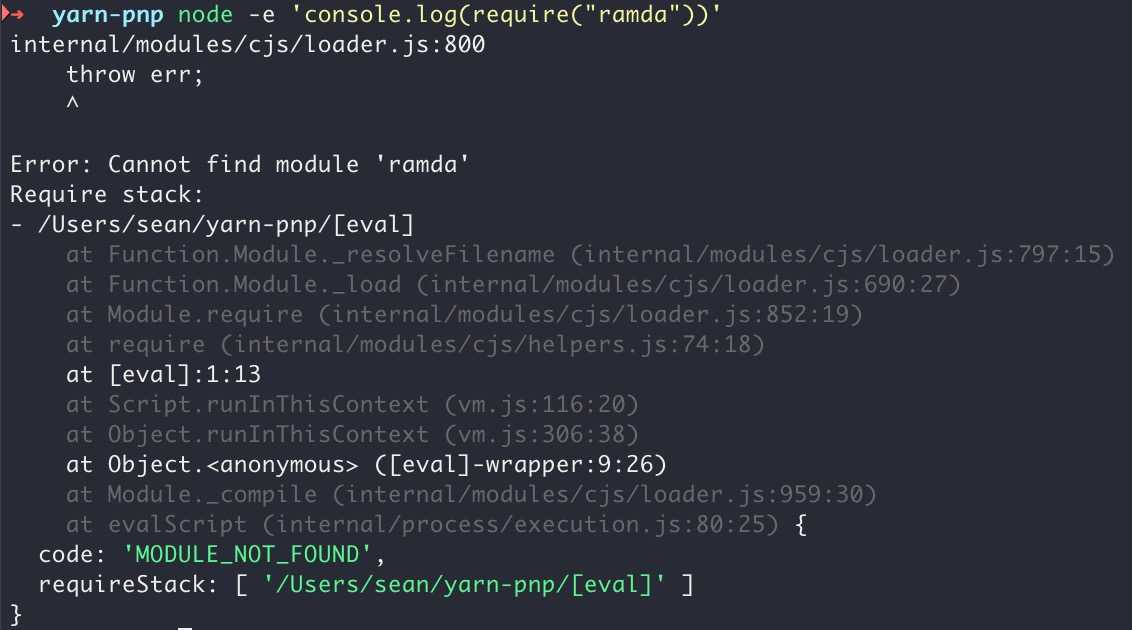 ➜ yarn-pnp node -e 'console.log(require("ramda"))'
internal/modules/cjs/loader.js:800
    throw err;
    ^

Error: Cannot find module 'ramda'
Require stack:
- /Users/sean/yarn-pnp/[eval]
    at Function.Module._resolveFilename (internal/modules/cjs/loader.js:797:15)
    at Function.Module._load (internal/modules/cjs/loader.js:690:27)
    at Module.require (internal/modules/cjs/loader.js:852:19)
    at require (internal/modules/cjs/helpers.js:74:18)
    at [eval]:1:13
    at Script.runInThisContext (vm.js:116:20)
    at Object.runInThisContext (vm.js:306:38)
    at Object.<anonymous> ([eval]-wrapper:9:26)
    at Module._compile (internal/modules/cjs/loader.js:959:30)
    at evalScript (internal/process/execution.js:80:25) {
  code: 'MODULE_NOT_FOUND',
  requireStack: [ '/Users/sean/yarn-pnp/[eval]' ]
}